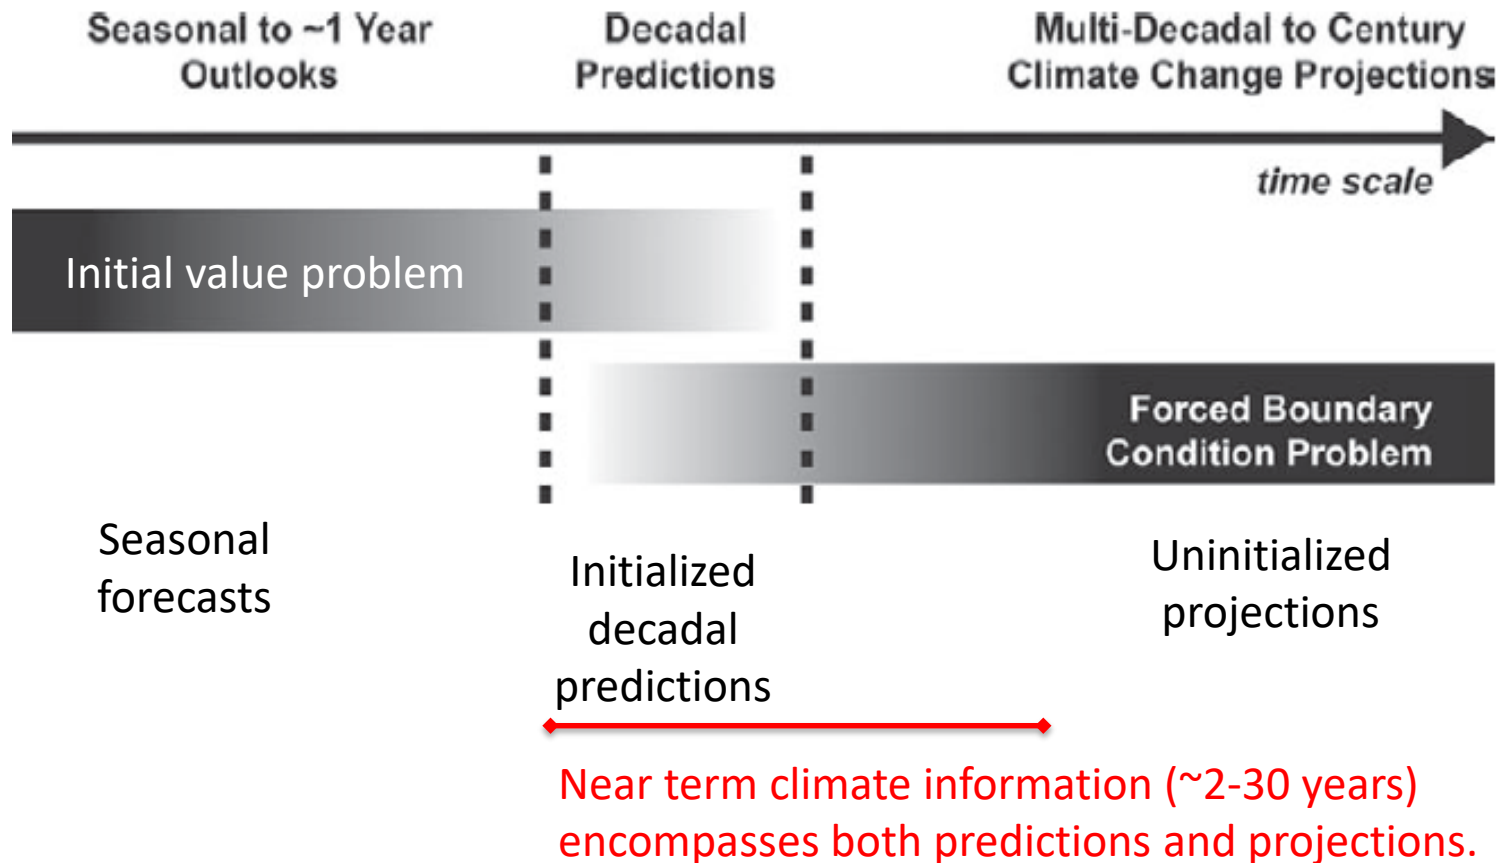 Seasonal to ~1 Year
Outlooks
Decadal
Predictions
Multi-Decadal to Century
Climate Change Projections
time scale
Initial value problem
Forced Boundary
Condition Problem
Seasonal
forecasts
Initialized
decadal
predictions
Uninitialized
projections
Near term climate information (~2-30 years)
encompasses both predictions and projections.